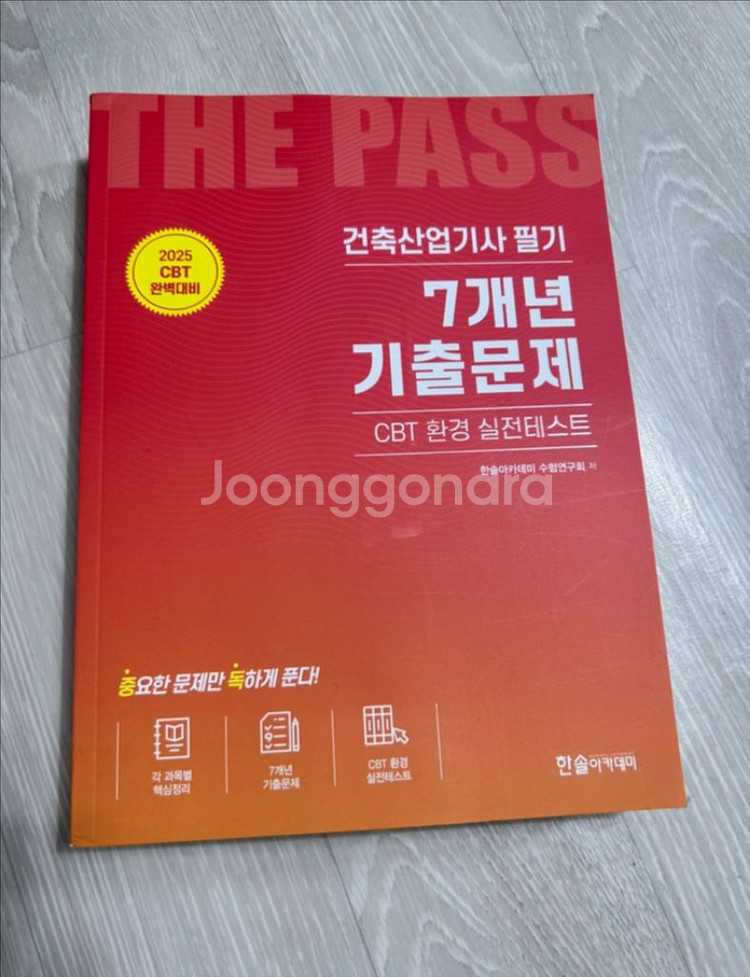 THE PASS
2025
CBT
완벽대비
건축산업기사 필기
7개년
기출문제
CBT 환경 실전테스트
한솔아카데미 수험연구회 저
Joonggonara
중요한 문제만 독하게 푼다!
각 과목별
핵심정리
7개년
기출문제
CBT 환경
실전테스트
한솔아카데미